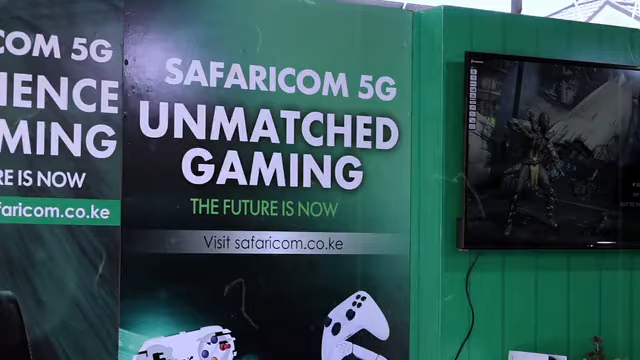 COM 5G
IENCE
MING
RE IS NOW
faricom.co.ke
SAFARICOM 5G
UNMATCHED
GAMING
THE FUTURE IS NOW
Visit safaricom.co.ke